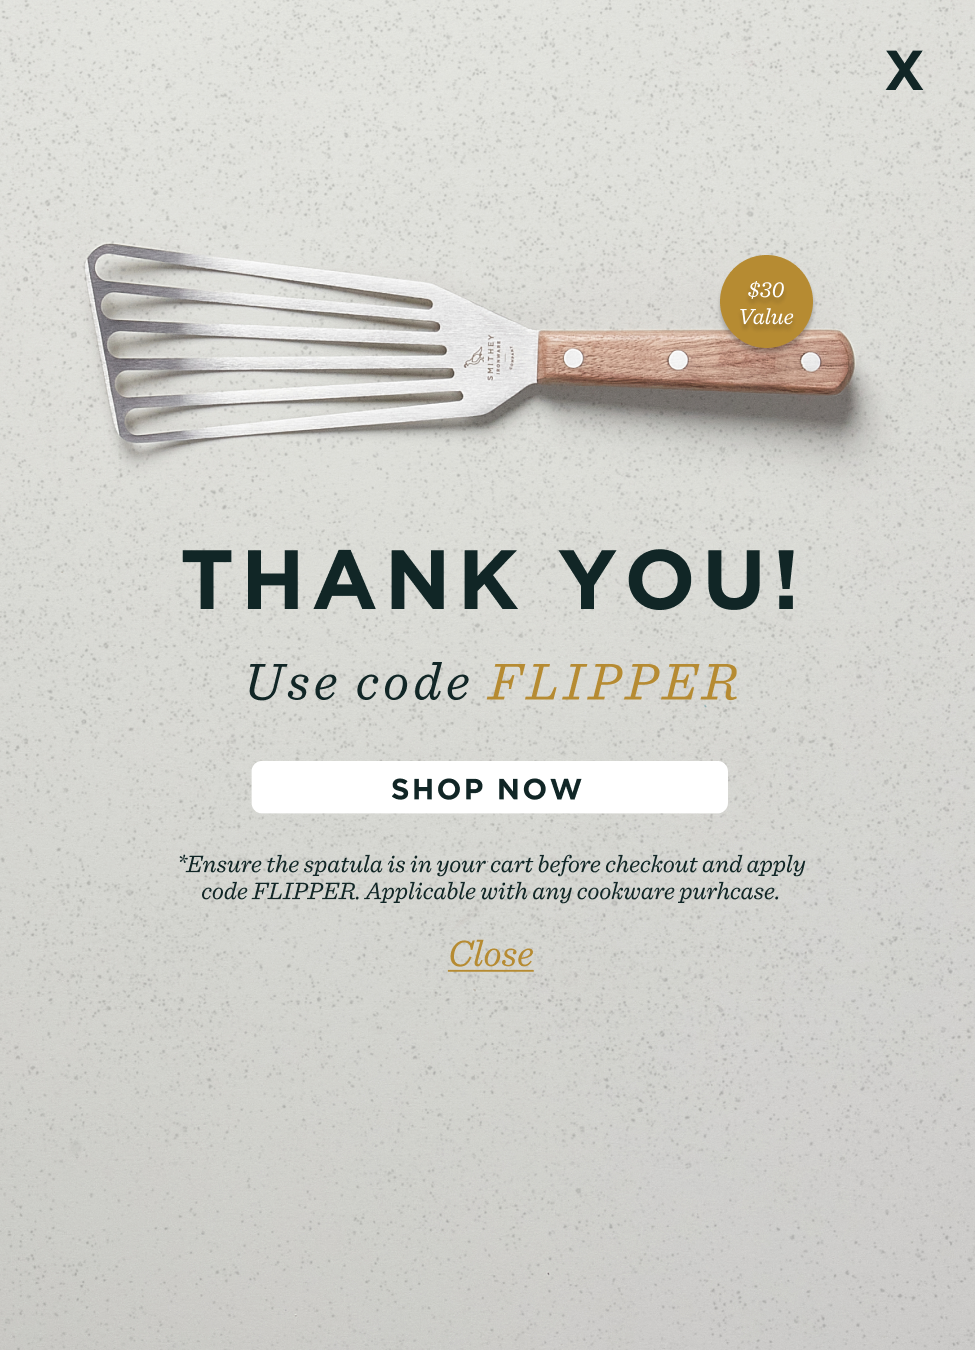 X
$30
Value
SMITHEY
IRONWARE
THANK YOU!
Use code FLIPPER
SHOP NOW
*Ensure the spatula is in your cart before checkout and apply
code FLIPPER. Applicable with any cookware purhcase.
Close